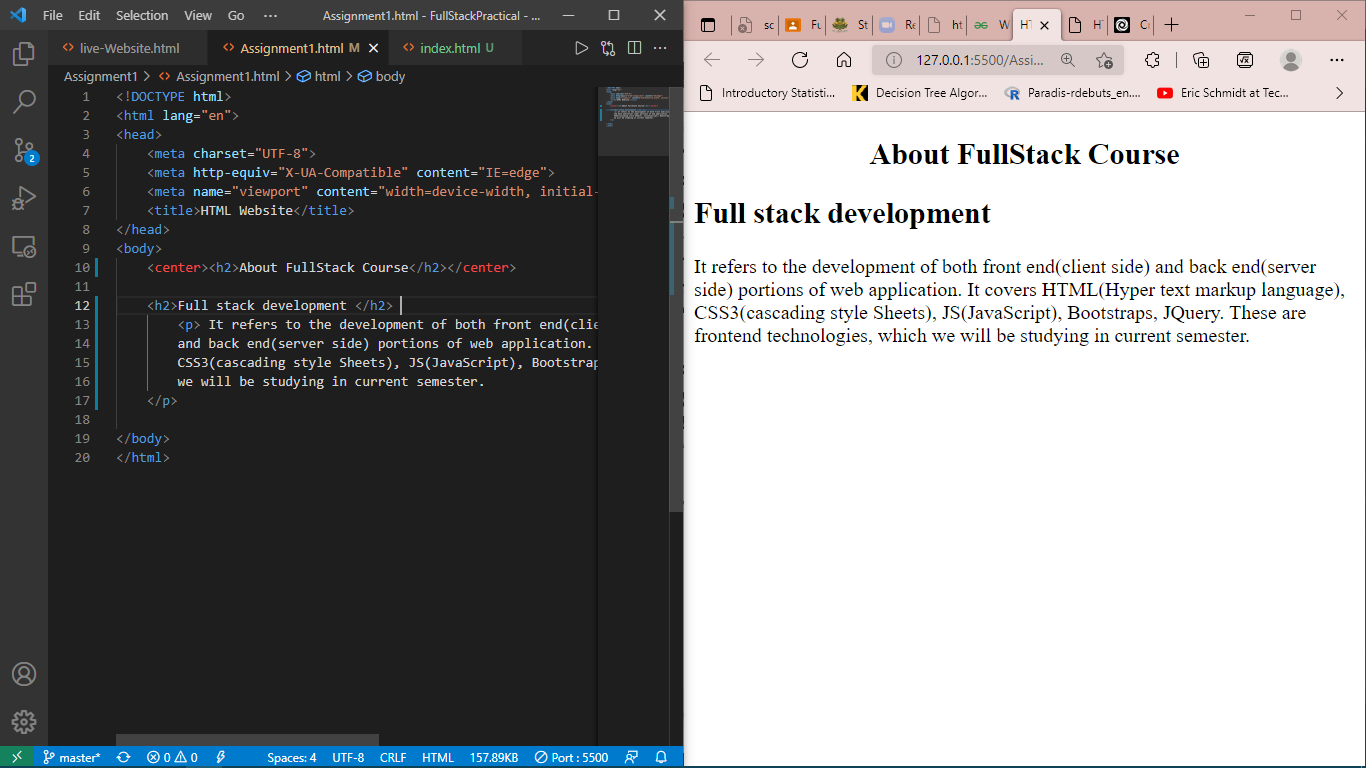 File Edit Selection View Go ··· Assignment1.html - FullStackPractical - ...
live-Website.html Assignment1.html M index.html U
Assignment1 > Assignment1.html > html > body
1 <!DOCTYPE html>
2 <html lang="en">
3 <head>
4 <meta charset="UTF-8">
5 <meta http-equiv="X-UA-Compatible" content="IE=edge">
6 <meta name="viewport" content="width=device-width, initial-
7 <title>HTML Website</title>
8 </head>
9 <body>
10 <center><h2>About FullStack Course</h2></center>
11
12 <h2>Full stack development </h2>
13 <p> It refers to the development of both front end(clie
14 and back end(server side) portions of web application.
15 CSS3(cascading style Sheets), JS(JavaScript), Bootstrap
16 we will be studying in current semester.
17 </p>
18
19 </body>
20 </html>
2
master* 0 0 Spaces: 4 UTF-8 CRLF HTML 157.89KB Port : 5500
sc Fu St Re ht W HT HT
127.0.0.1:5500/Assi...
Introductory Statisti... Decision Tree Algor... Paradis-rdebuts_en.... Eric Schmidt at Tec...
About FullStack Course
Full stack development
It refers to the development of both front end(client side) and back end(server
side) portions of web application. It covers HTML(Hyper text markup language),
CSS3(cascading style Sheets), JS(JavaScript), Bootstraps, JQuery. These are
frontend technologies, which we will be studying in current semester.